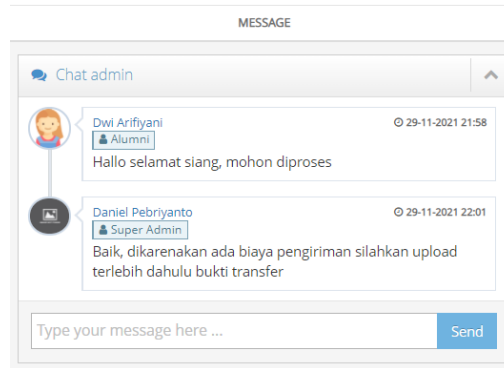 MESSAGE
Chat admin
Dwi Arifiyani
29-11-2021 21:58
Alumni
Hallo selamat siang, mohon diproses
Daniel Pebriyanto
29-11-2021 22:01
Super Admin
Baik, dikarenakan ada biaya pengiriman silahkan upload
terlebih dahulu bukti transfer
Type your message here ...
Send